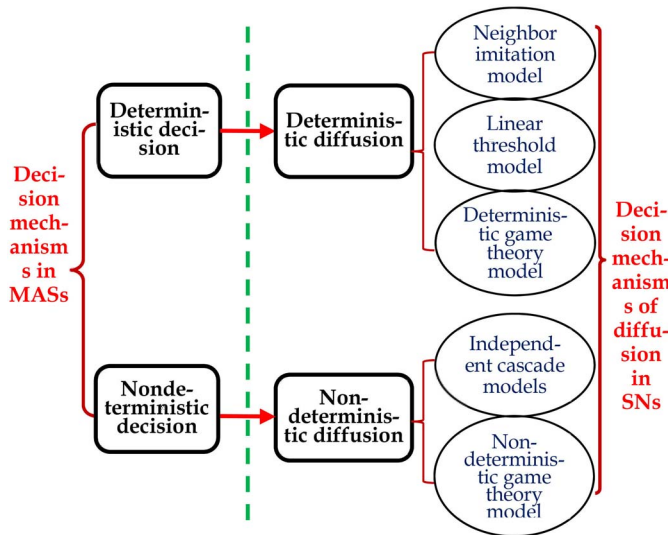 Deci-
sion
mech-
anism
s in
MASs
Determin-
istic deci-
sion
Nonde-
terministic
decision
Determinis-
tic diffusion
Non-
determinis-
tic diffusion
Neighbor
imitation
model
Linear
threshold
model
Determinis-
tic game
theory model
Independ-
ent cascade
models
Non-
determinis-
tic game
theory
model
Deci-
sion
mech-
anism
s of
diffu-
sion in
SNs